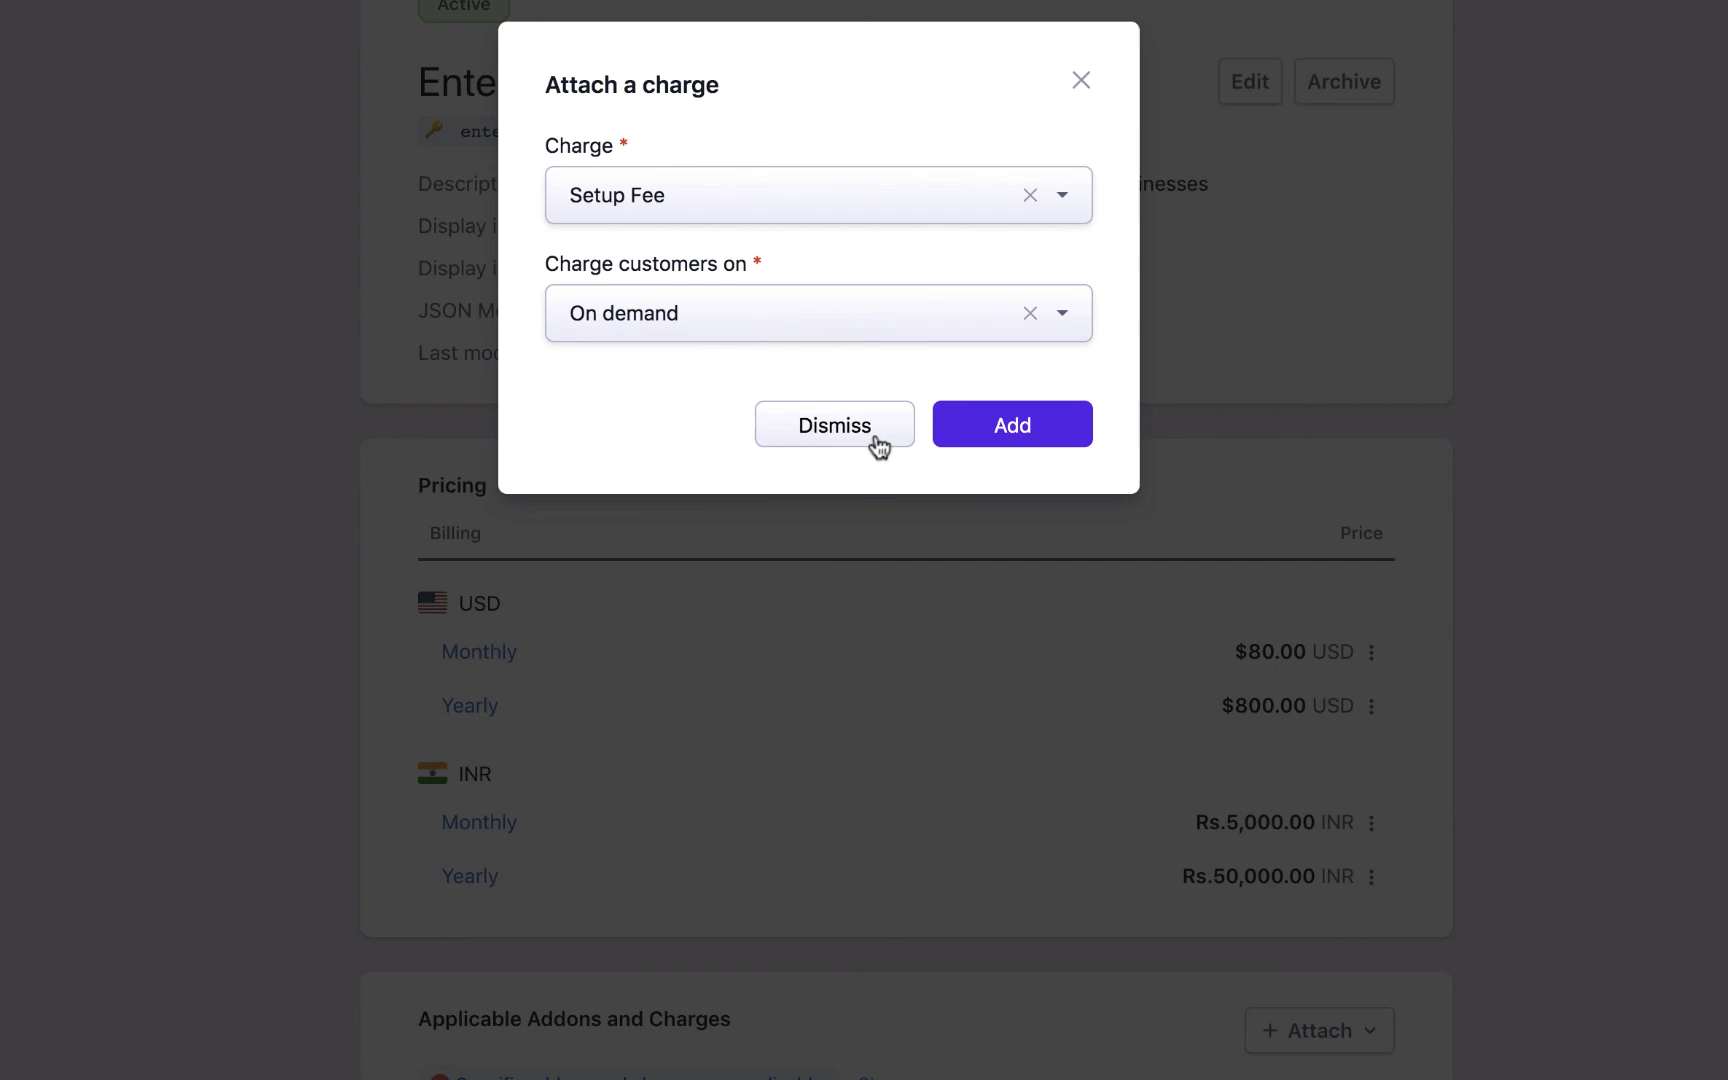 Active
Attach a charge
Ente
Edit
Archive
ente
Charge *
Setup Fee
Descript
inesses
Display i
Charge customers on *
Display i
On demand
JSON M
Last mo
Dismiss
Add
Pricing
Billing
Price
USD
Monthly
$80.00 USD
Yearly
$800.00 USD
INR
Monthly
Rs.5,000.00 INR
Yearly
Rs.50,000.00 INR
Applicable Addons and Charges
+ Attach